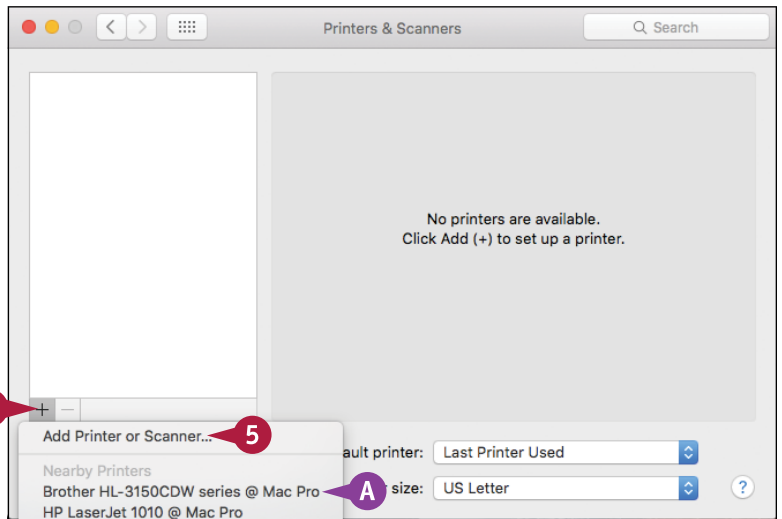 Printers & Scanners
Search
No printers are available.
Click Add (+) to set up a printer.
+ −
Add Printer or Scanner... 5
ault printer: Last Printer Used
Nearby Printers
Brother HL-3150CDW series @ Mac Pro A
size: US Letter ?
HP LaserJet 1010 @ Mac Pro